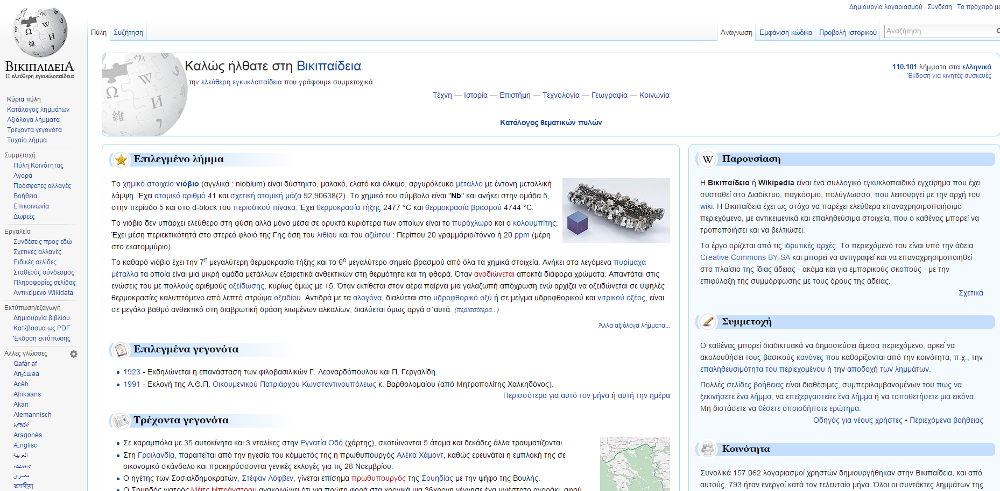 Δημιουργία λογαριασμού Σύνδεση Το πρόχειρό
Πύλη Συζήτηση
Ανάγνωση Εμφάνιση κώδικα Προβολή ιστορικού Αναζήτηση
ΒΙΚΙΠΑΙΔΕΙΑ
Η ελεύθερη εγκυκλοπαίδεια
Κύρια πύλη
Κατάλογος λημμάτων
Αξιόλογα λήμματα
Τρέχοντα γεγονότα
Τυχαίο λήμμα
Συμμετοχή
Πύλη Κοινότητας
Αγορά
Πρόσφατες αλλαγές
Βοήθεια
Επικοινωνία
Δωρεές
Εργαλεία
Συνδέσεις προς εδώ
Σχετικές αλλαγές
Ειδικές σελίδες
Σταθερός σύνδεσμος
Πληροφορίες σελίδας
Αντικείμενο Wikidata
Εκτύπωση/εξαγωγή
Δημιουργία βιβλίου
Κατέβασμα ως PDF
Έκδοση εκτύπωσης
Άλλες γλώσσες
Qafár af
Аҧсшәа
Acèh
Afrikaans
Akan
Alemannisch
አማርኛ
Aragonés
Ænglisc
العربية
ܐܪܡܝܐ
مصرى
অসমীয়া
Καλώς ήλθατε στη Βικιπαίδεια
την ελεύθερη εγκυκλοπαίδεια που γράφουμε συμμετοχικά.
110.101 λήμματα στα ελληνικά
Έκδοση για κινητές συσκευές
Τέχνη — Ιστορία — Επιστήμη — Τεχνολογία — Γεωγραφία — Κοινωνία
Κατάλογος θεματικών πυλών
Επιλεγμένο λήμμα
Το χημικό στοιχείο νιόβιο (αγγλικά : niobium) είναι δύστηκτο, μαλακό, ελατό και όλκιμο, αργυρόλευκο μέταλλο με έντονη μεταλλική
λάμψη. Έχει ατομικό αριθμό 41 και σχετική ατομική μάζα 92,90638(2). Το χημικό του σύμβολο είναι "Nb" και ανήκει στην ομάδα 5,
στην περίοδο 5 και στο d-block του περιοδικού πίνακα. Έχει θερμοκρασία τήξης 2477 °C και θερμοκρασία βρασμού 4744 °C.
Το νιόβιο δεν υπάρχει ελεύθερο στη φύση αλλά μόνο μέσα σε ορυκτά κυριότερα των οποίων είναι το πυρόχλωρο και ο κολουμπίτης.
Έχει μέση περιεκτικότητά στο στερεό φλοιό της Γης όση του λιθίου και του αζώτου : Περίπου 20 γραμμάριο/τόννο ή 20 ppm (μέρη
στο εκατομμύριο).
Το καθαρό νιόβιο έχει την 7η μεγαλύτερη θερμοκρασία τήξης και το 6ο μεγαλύτερο σημείο βρασμού από όλα τα χημικά στοιχεία. Ανήκει στα λεγόμενα πυρίμαχα
μέταλλα τα οποία είναι μια μικρή ομάδα μετάλλων εξαιρετικά ανθεκτικών στη θερμότητα και τη φθορά. Όταν ανοδιώνεται αποκτά διάφορα χρώματα. Απαντάται στις
ενώσεις του με πολλούς αριθμούς οξείδωσης, κυρίως όμως με +5. Όταν εκτίθεται στον αέρα παίρνει μια γαλαζωπή απόχρωση ενώ αρχίζει να οξειδώνεται σε υψηλές
θερμοκρασίες καλυπτόμενο από λεπτό στρώμα οξειδίου. Αντιδρά με τα αλογόνα, διαλύεται στο υδροφθορικό οξύ ή σε μείγμα υδροφθορικού και νιτρικού οξέος, είναι
σε μεγάλο βαθμό ανθεκτικό στη διαβρωτική δράση λιωμένων αλκαλίων, διαλύεται όμως αργά σ΄αυτά. (περισσότερα...)
Άλλα αξιόλογα λήμματα...
Επιλεγμένα γεγονότα
1923 - Εκδηλώνεται η επανάσταση των φιλοβασιλικών Γ. Λεοναρδόπουλου και Π. Γεργαλίδη.
1991 - Εκλογή της Α.Θ.Π. Οικουμενικού Πατριάρχου Κωνσταντινουπόλεως κ. Βαρθολομαίου (από Μητροπολίτης Χαλκηδόνος).
Περισσότερα για αυτό τον μήνα ή αυτή την ημέρα
Τρέχοντα γεγονότα
Σε καραμπόλα με 35 αυτοκίνητα και 3 νταλίκες στην Εγνατία Οδό (χάρτης), σκοτώνονται 5 άτομα και δεκάδες άλλα τραυματίζονται.
Στη Γροιλανδία, παραιτείται από την ηγεσία του κόμματός της η πρωθυπουργός Αλέκα Χάμοντ, καθώς ερευνάται η εμπλοκή της σε
οικονομικό σκάνδαλο και προκηρύσσονται γενικές εκλογές για τις 28 Νοεμβρίου.
Ο ηγέτης των Σοσιαλδημοκρατών, Στέφαν Λόφβεν, γίνεται επίσημα πρωθυπουργός της Σουηδίας με την ψήφο της Βουλής.
Ο Σουηδός γιατρός Μέιτς Μπράνστρομ ανακοινώνει ότι για πρώτη φορά στα χρονικά μια 36χρονη γέννησε ένα υγιέστατο αγοράκι, αφού
Παρουσίαση
Η Βικιπαίδεια ή Wikipedia είναι ένα συλλογικό εγκυκλοπαιδικό εγχείρημα που έχει
συσταθεί στο Διαδίκτυο, παγκόσμιο, πολύγλωσσο, που λειτουργεί με την αρχή του
wiki. Η Βικιπαίδεια έχει ως στόχο να παρέχει ελεύθερα επαναχρησιμοποιήσιμο
περιεχόμενο, με αντικειμενικά και επαληθεύσιμα στοιχεία, που ο καθένας μπορεί να
τροποποιήσει και να βελτιώσει.
Το έργο ορίζεται από τις ιδρυτικές αρχές. Το περιεχόμενό του είναι υπό την άδεια
Creative Commons BY-SA και μπορεί να αντιγραφεί και να επαναχρησιμοποιηθεί
στο πλαίσιο της ίδιας άδειας - ακόμα και για εμπορικούς σκοπούς - με την
επιφύλαξη της συμμόρφωσης με τους όρους της άδειας.
Σχετικά
Συμμετοχή
Ο καθένας μπορεί διαδικτυακά να δημοσιεύσει άμεσα περιεχόμενο, αρκεί να
ακολουθήσει τους βασικούς κανόνες που καθορίζονται από την κοινότητα, π.χ., την
επαληθευσιμότητα του περιεχομένου ή την αποδοχή των λημμάτων.
Πολλές σελίδες βοήθειας είναι διαθέσιμες, συμπεριλαμβανομένων του πως να
ξεκινήσετε ένα λήμμα, να επεξεργαστείτε ένα λήμμα ή να τοποθετήσετε μια εικόνα.
Μη διστάσετε να θέσετε οποιοδήποτε ερώτημα.
Οδηγός για νέους χρήστες • Περιεχόμενα βοήθειας
Κοινότητα
Συνολικά 157.062 λογαριασμοί χρηστών δημιουργήθηκαν στην Βικιπαίδεια, και από
αυτούς, 793 ήταν ενεργοί κατά τον τελευταίο μήνα. Όλοι οι συντάκτες λημμάτων της